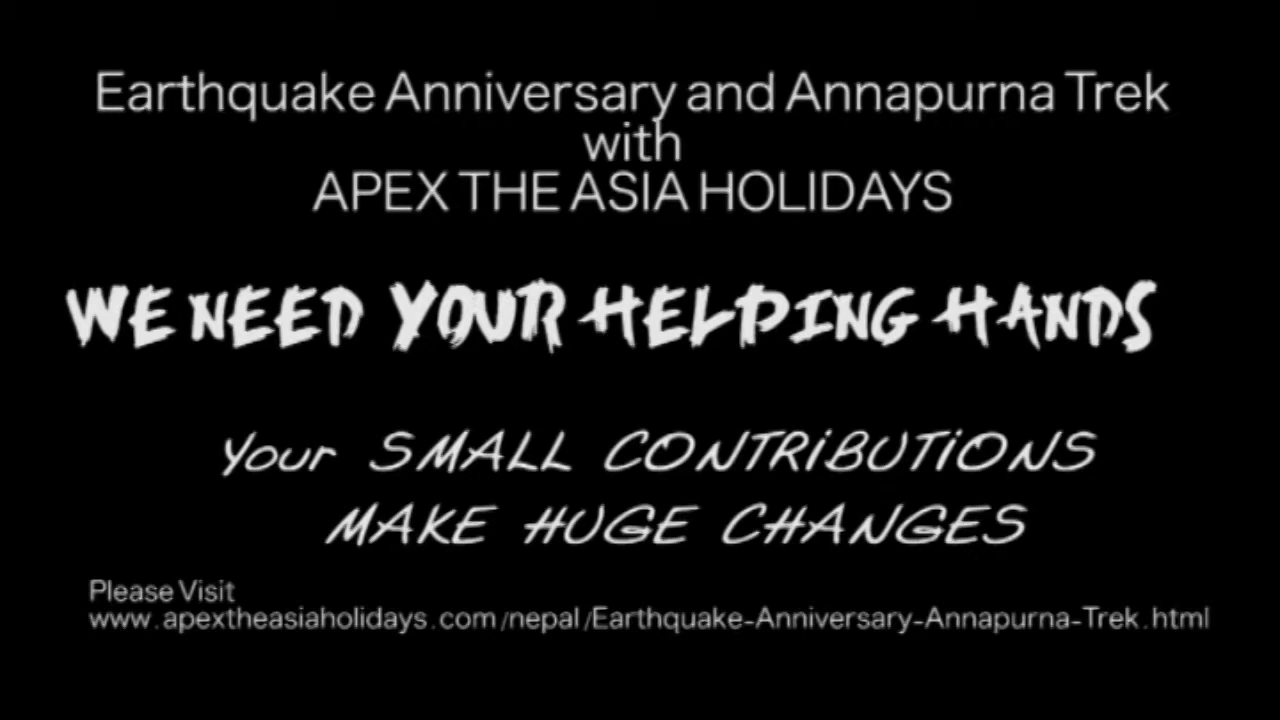 Earthquake Anniversary and Annapurna Trek
with
APEX THE ASIA HOLIDAYS
WE NEED YOUR HELPING HANDS
Your SMALL CONTRiBUTiONS
MAKE HUGE CHANGES
Please Visit
www.apextheasiaholidays.com/nepal/Earthquake-Anniversary-Annapurna-Trek.html